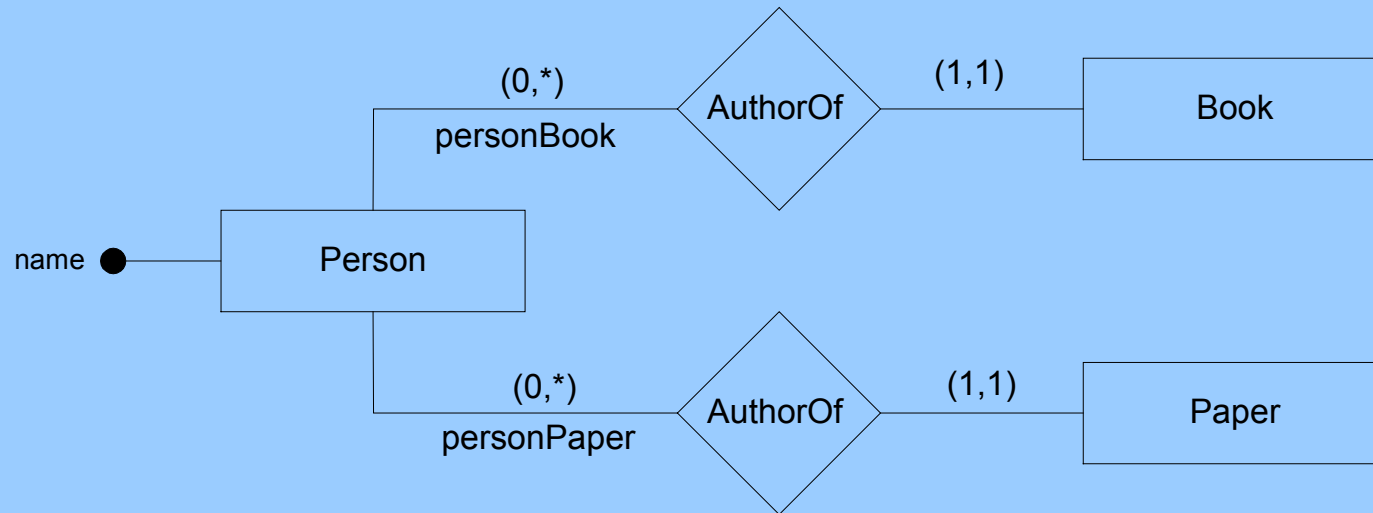 (0,*)
personBook
AuthorOf
(1,1)
Book
name
Person
(0,*)
personPaper
AuthorOf
(1,1)
Paper